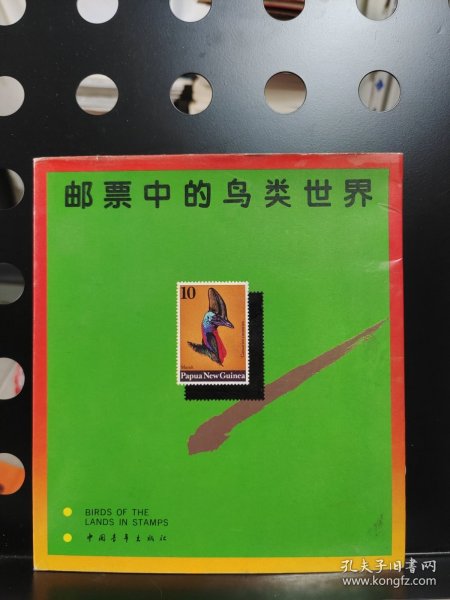 邮票中的鸟类世界
10
Papua New Guinea
BIRDS OF THE
LANDS IN STAMPS
中国青年出版社
孔夫子旧书网
www.kongfz.com